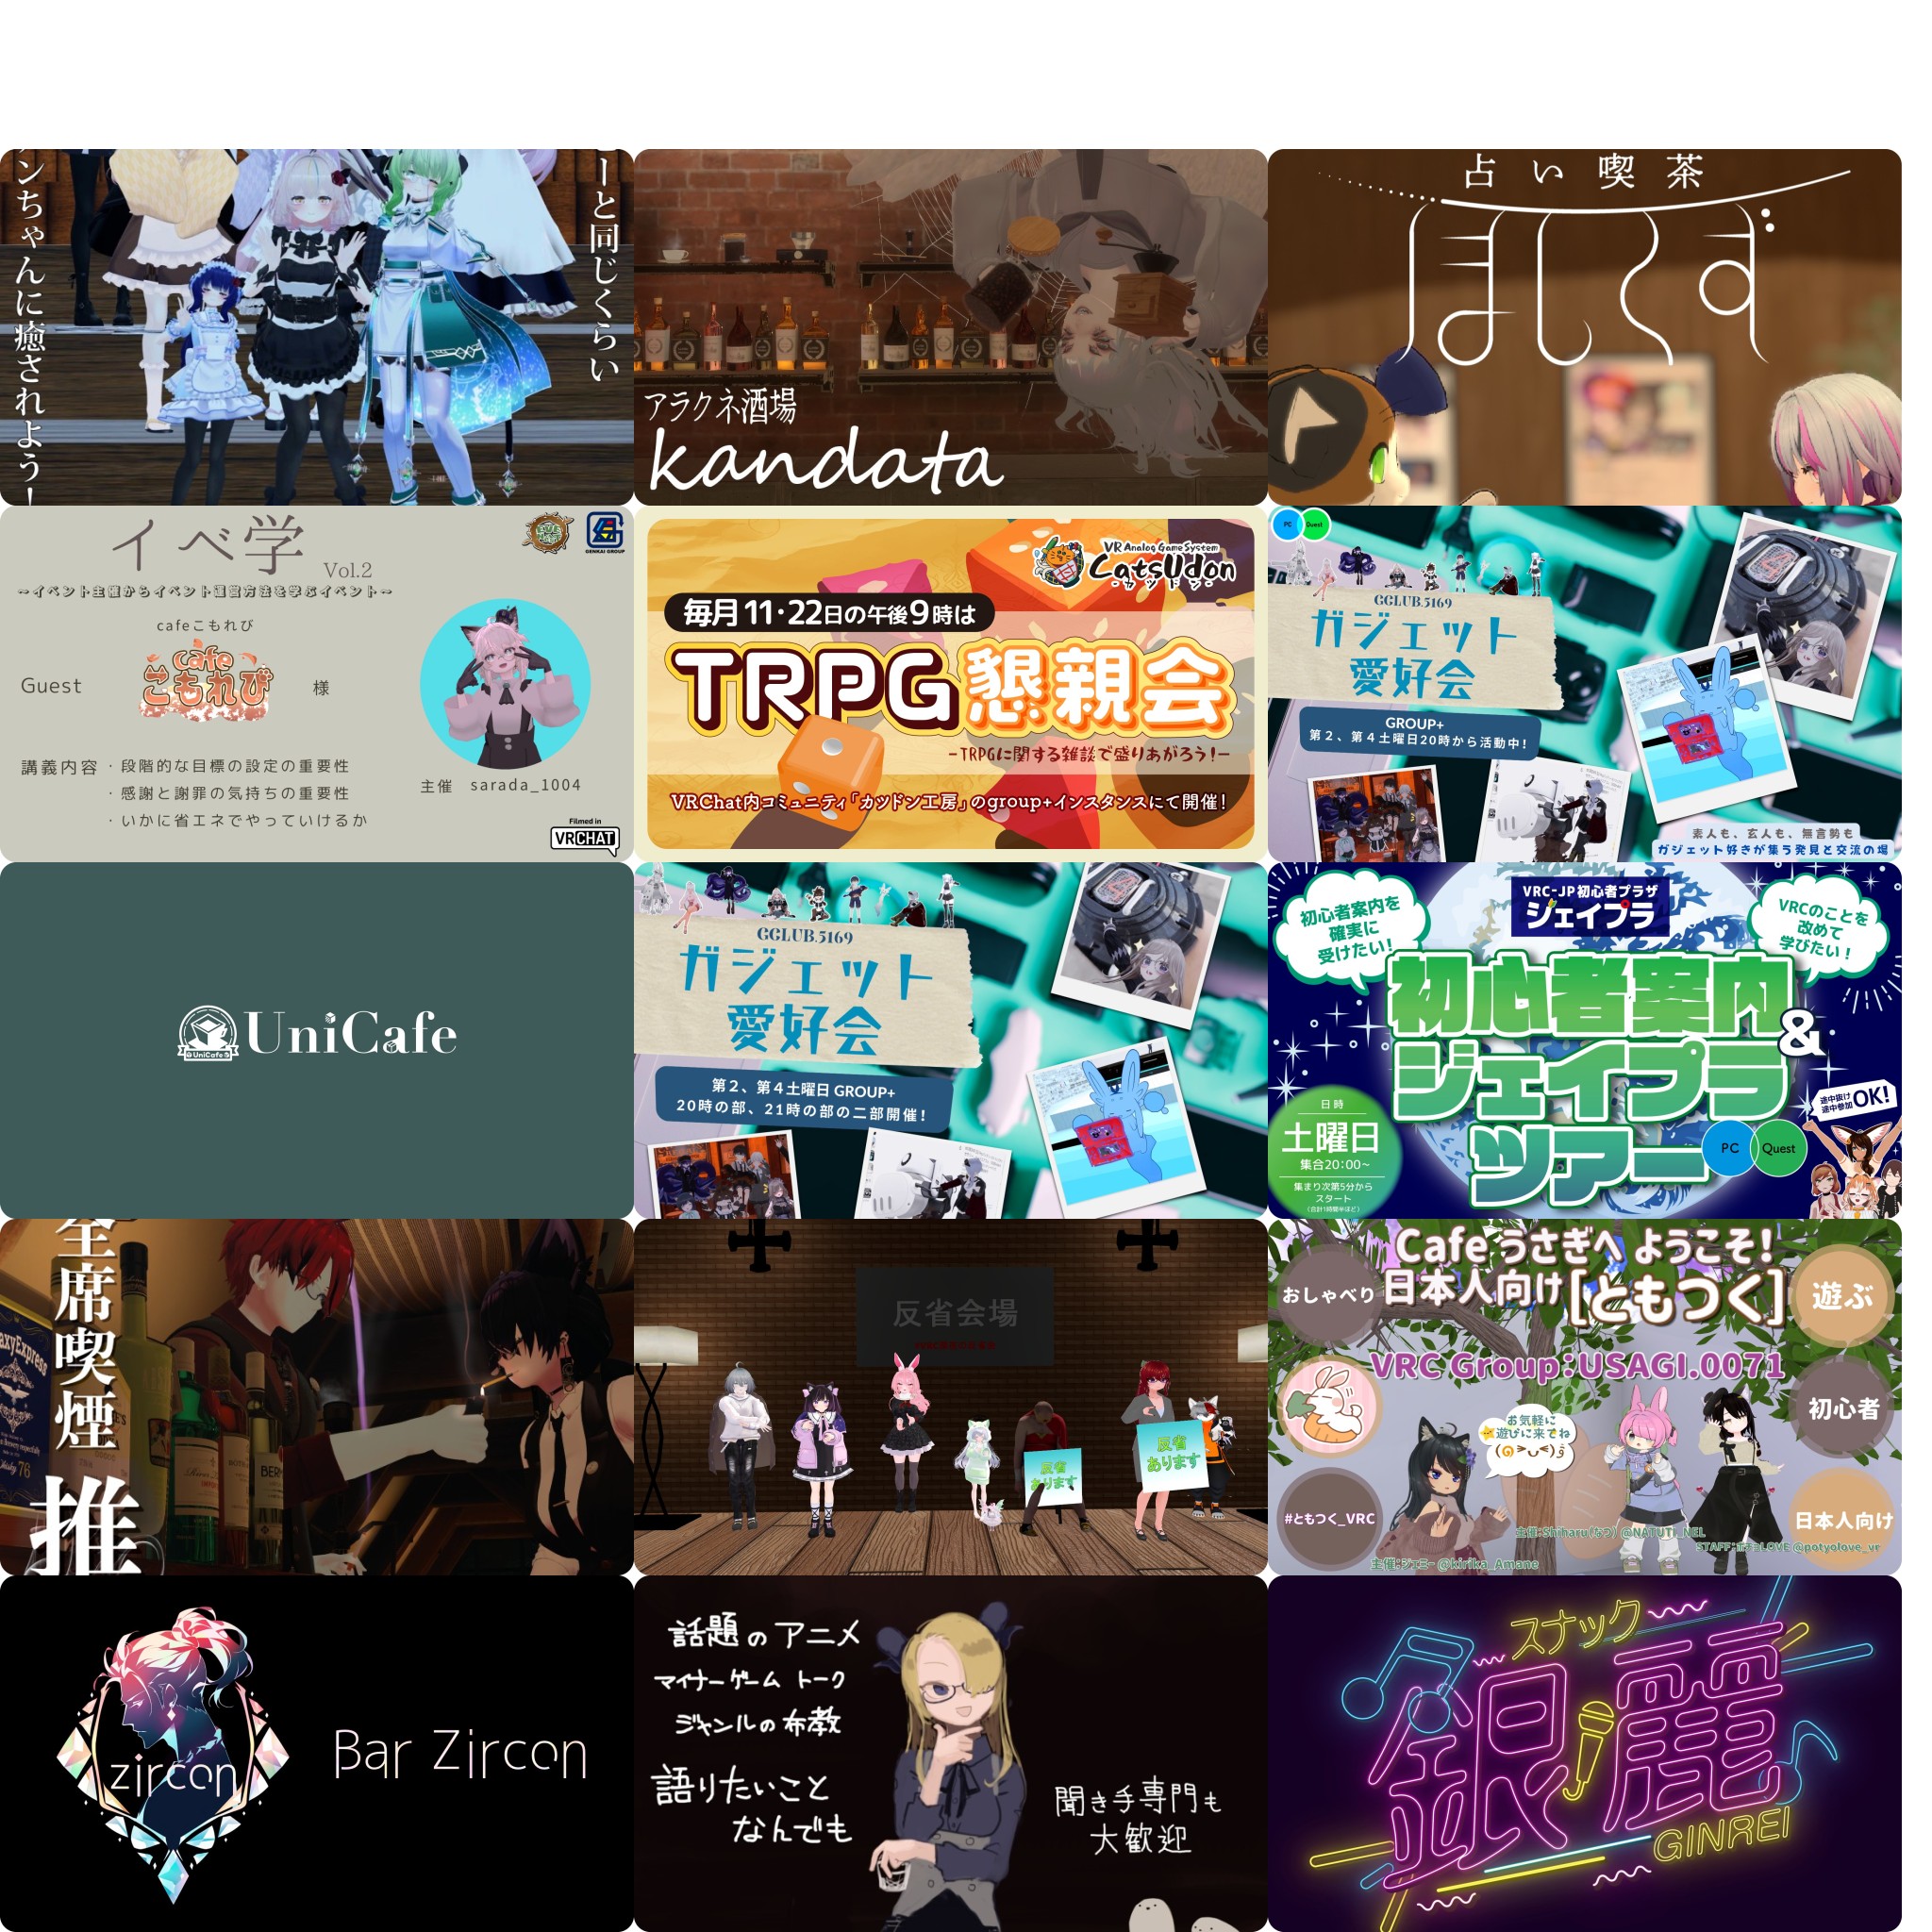 ンちゃんに癒されよう!
ーと同じくらい
アラクネ酒場
kandata
占い喫茶
ほしくず
イベ学 Vol.2
~イベント主催からイベント運営方法を学ぶイベント~
GENKAI GROUP
cafeこもれび
Guest
cafe
こもれび
様
講義内容
・段階的な目標の設定の重要性
・感謝と謝罪の気持ちの重要性
・いかに省エネでやっていけるか
主催 sarada_1004
Filmed in
VRCHAT
VR Analog Game System
CatsUdon
-カツドン-
毎月11・22日の午後9時は
TRPG懇親会
-TRPGに関する雑談で盛りあがろう!-
VRChat内コミュニティ「カツドン工房」のgroup+インスタンスにて開催!
PC Quest
GCLUB.5169
ガジェット
愛好会
GROUP+
第2、第4土曜日20時から活動中!
素人も、玄人も、無言勢も
ガジェット好きが集う発見と交流の場
UniCafe
UniCafe
GCLUB.5169
ガジェット
愛好会
第2、第4土曜日 GROUP+
20時の部、21時の部の二部開催!
初心者案内を
確実に
受けたい!
VRC-JP初心者プラザ
ジェイプラ
VRCのことを
改めて
学びたい!
初心者案内
&
ジェイプラ
ツアー
日時
土曜日
集合20:00~
集まり次第5分から
スタート
(合計1時間半ほど)
途中抜け
途中参加
OK!
PC Quest
全席喫煙
推
76
反省会場
反省
あります
反省
あります
Cafeうさぎへ ようこそ!
日本人向け[ともつく]
おしゃべり
遊ぶ
VRC Group:USAGI.0071
初心者
お気軽に
遊びに来てね
#ともつく_VRC
日本人向け
主催:Shiharu(なつ) @NATUTI_NEL
STAFF:ポチョLOVE @potyolove_vr
主催:ジェミー @kirika_Amane
zircon
Bar Zircon
話題のアニメ
マイナーゲーム トーク
ジャンルの布教
語りたいこと
なんでも
聞き手専門も
大歓迎
スナック
銀麗
GINREI